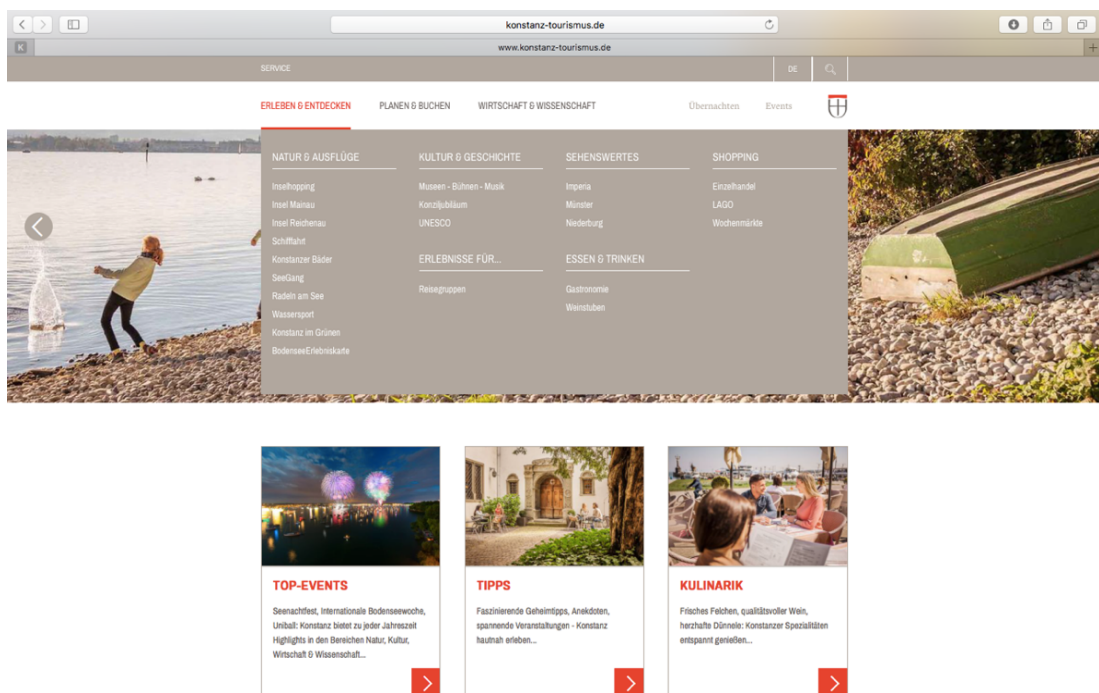 konstanz-tourismus.de
K
www.konstanz-tourismus.de
SERVICE
DE
ERLEBEN & ENTDECKEN
PLANEN & BUCHEN
WIRTSCHAFT & WISSENSCHAFT
Übernachten
Events
NATUR & AUSFLÜGE
Inselhopping
Insel Mainau
Insel Reichenau
Schifffahrt
Konstanzer Bäder
SeeGang
Radeln am See
Wassersport
Konstanz im Grünen
BodenseeErlebniskarte
KULTUR & GESCHICHTE
Museen - Bühnen - Musik
Konziljubiläum
UNESCO
ERLEBNISSE FÜR...
Reisegruppen
SEHENSWERTES
Imperia
Münster
Niederburg
ESSEN & TRINKEN
Gastronomie
Weinstuben
SHOPPING
Einzelhandel
LAGO
Wochenmärkte
TOP-EVENTS
Seenachtfest, Internationale Bodenseewoche,
Uniball: Konstanz bietet zu jeder Jahreszeit
Highlights in den Bereichen Natur, Kultur,
Wirtschaft & Wissenschaft...
TIPPS
Faszinierende Geheimtipps, Anekdoten,
spannende Veranstaltungen - Konstanz
hautnah erleben...
KULINARIK
Frisches Felchen, qualitätsvoller Wein,
herzhafte Dünnele: Konstanzer Spezialitäten
entspannt genießen...